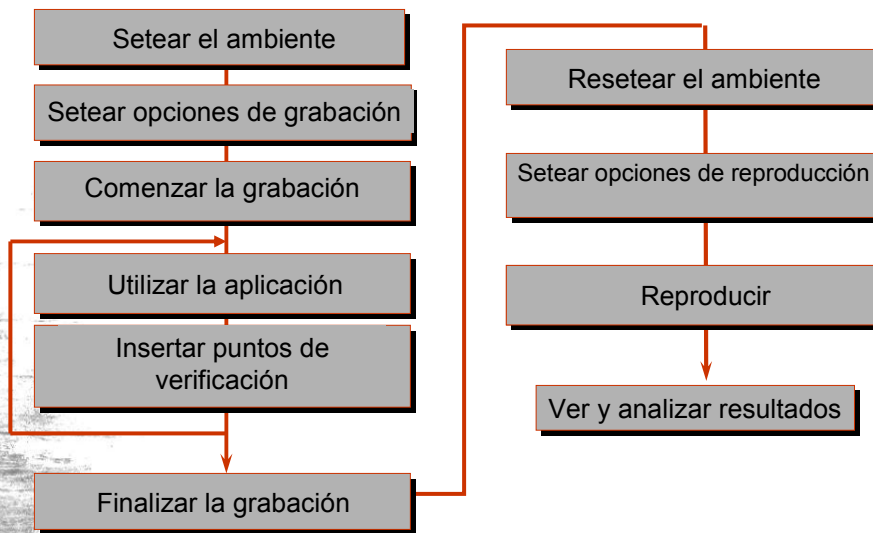 Setear el ambiente
Setear opciones de grabación
Comenzar la grabación
Utilizar la aplicación
Insertar puntos de
verificación
Finalizar la grabación
Resetear el ambiente
Setear opciones de reproducción
Reproducir
Ver y analizar resultados